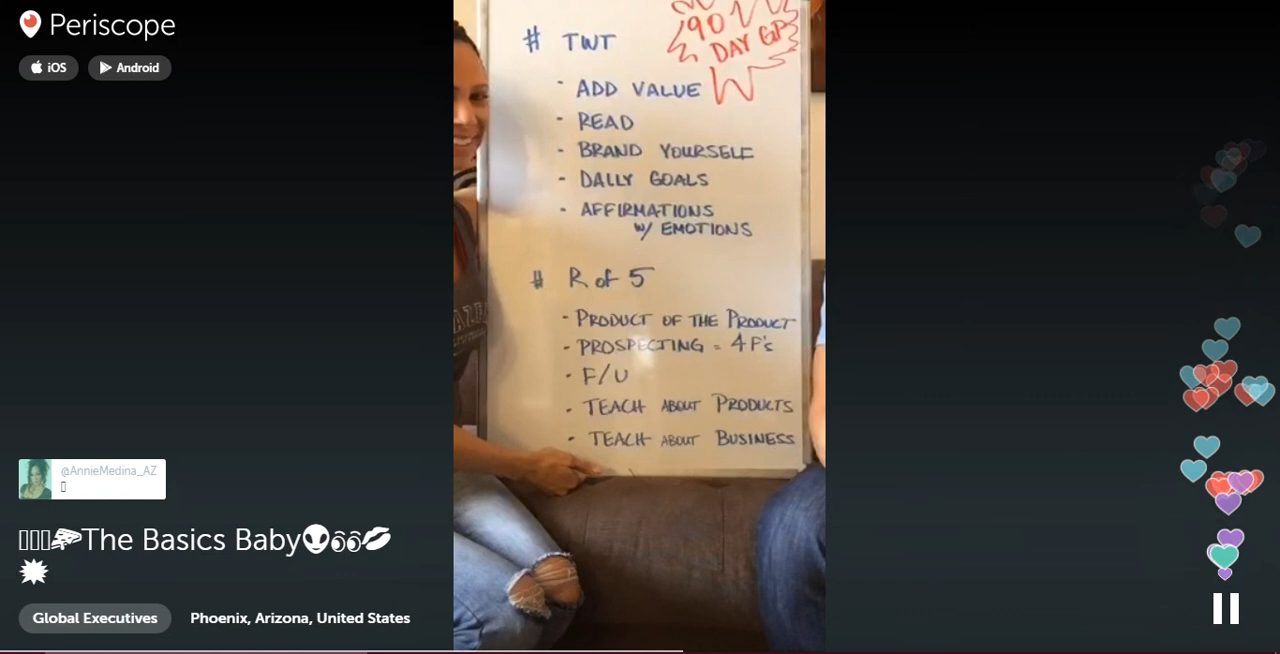 Periscope
iOS
Android
# TWT
90
DAY GP
- ADD VALUE
- READ
- BRAND YOURSELF
- DAILY GOALS
- AFFIRMATIONS
W/ EMOTIONS
# R of 5
- PRODUCT OF THE PRODUCT
- PROSPECTING = 4 F's
- F/U
- TEACH ABOUT PRODUCTS
- TEACH ABOUT BUSINESS
@AnnieMedina_AZ
The Basics Baby
Global Executives
Phoenix, Arizona, United States